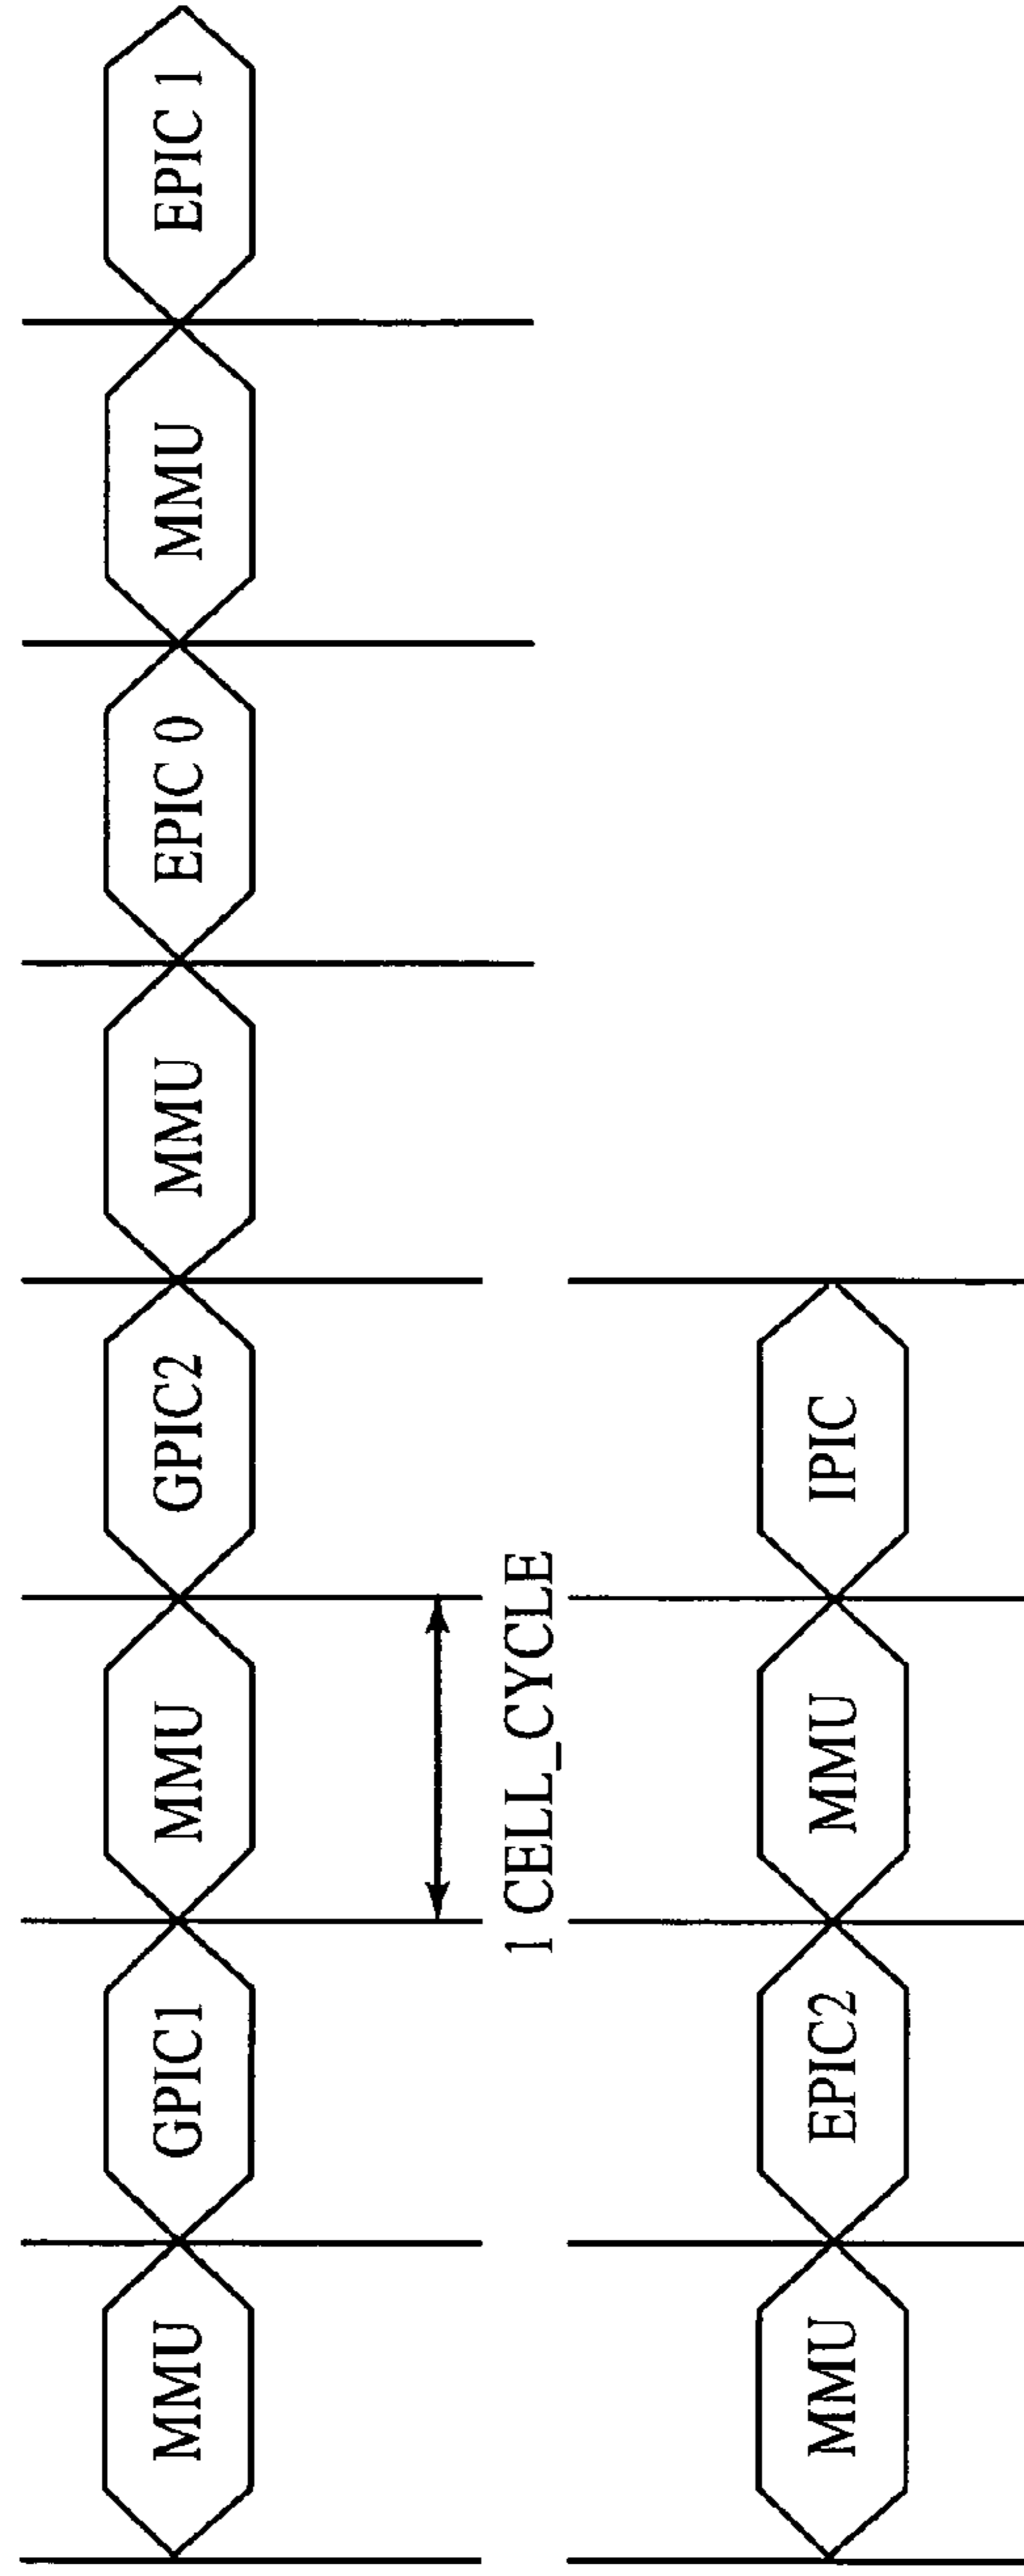 MMU
GPIC1
MMU
GPIC2
MMU
EPIC 0
MMU
EPIC 1
1 CELL_CYCLE
MMU
EPIC2
MMU
IPIC